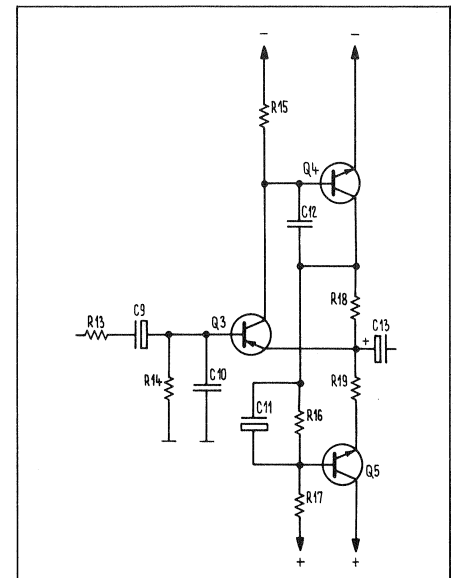 − −
R15
Q4
C12
R18
C9 Q3
R13 + C13
R14 C10
C11 R16 R19
Q5
R17
+ +